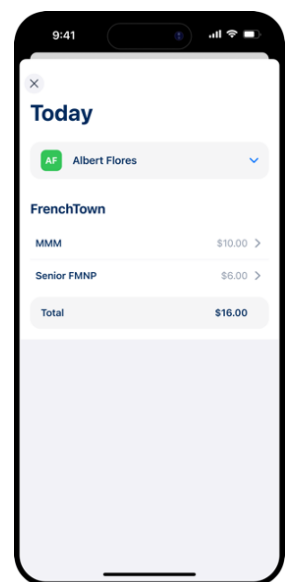 9:41
Today
AF Albert Flores
FrenchTown
MMM $10.00
Senior FMNP $6.00
Total $16.00